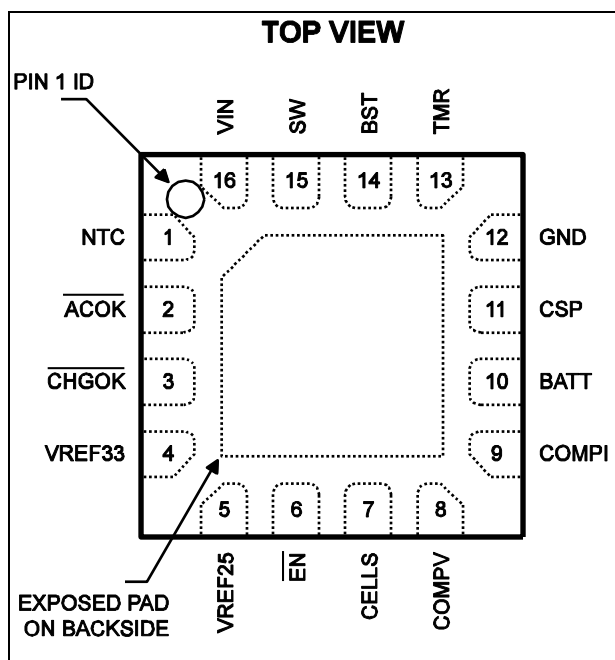 TOP VIEW
PIN 1 ID
VIN
SW
BST
TMR
16
15
14
13
NTC
1
12
GND
ACOK
2
11
CSP
CHGOK
3
10
BATT
VREF33
4
9
COMPI
5
6
7
8
VREF25
EN
CELLS
COMPV
EXPOSED PAD
ON BACKSIDE